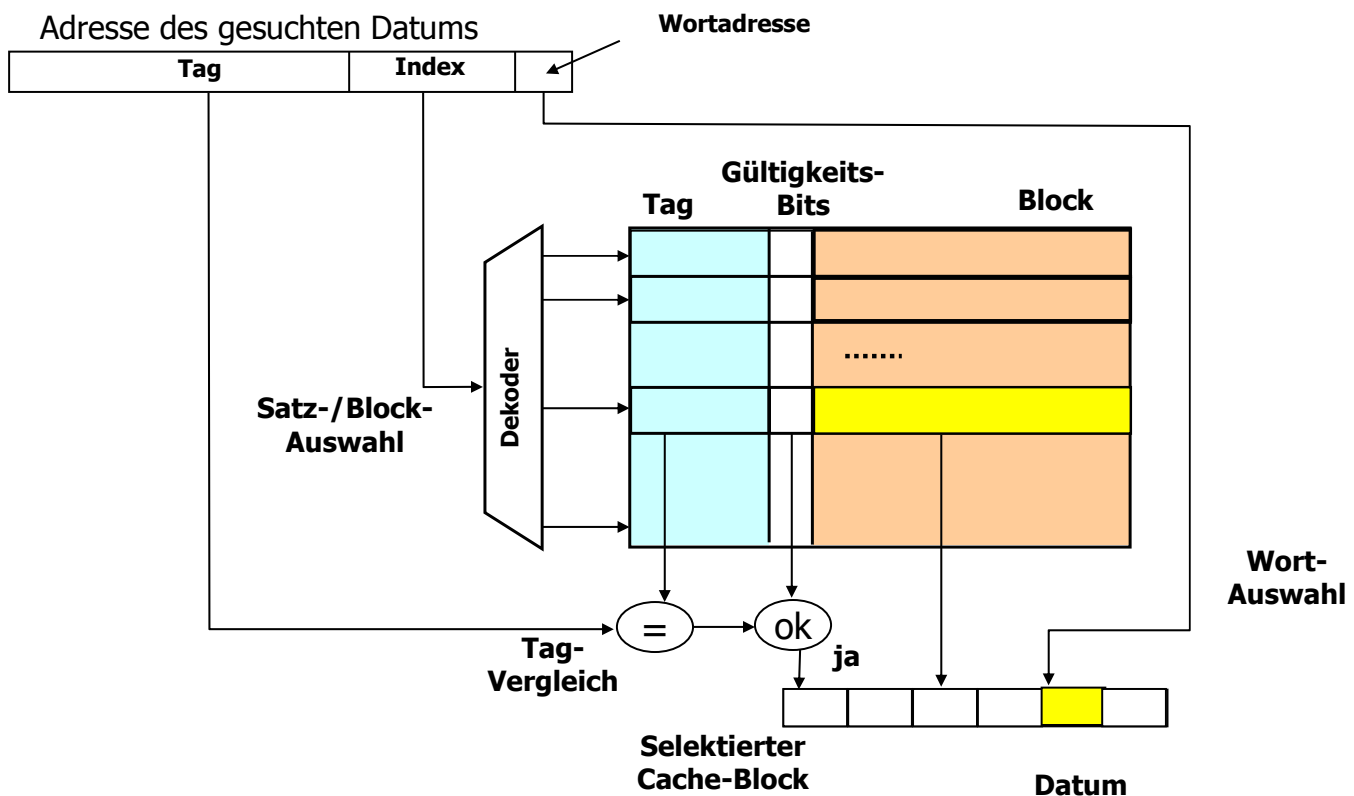 Adresse des gesuchten Datums
Wortadresse
Tag
Index
Gültigkeits-
Bits
Tag
Block
Dekoder
.......
Satz-/Block-
Auswahl
Wort-
Auswahl
=
ok
ja
Tag-
Vergleich
Selektierter
Cache-Block
Datum